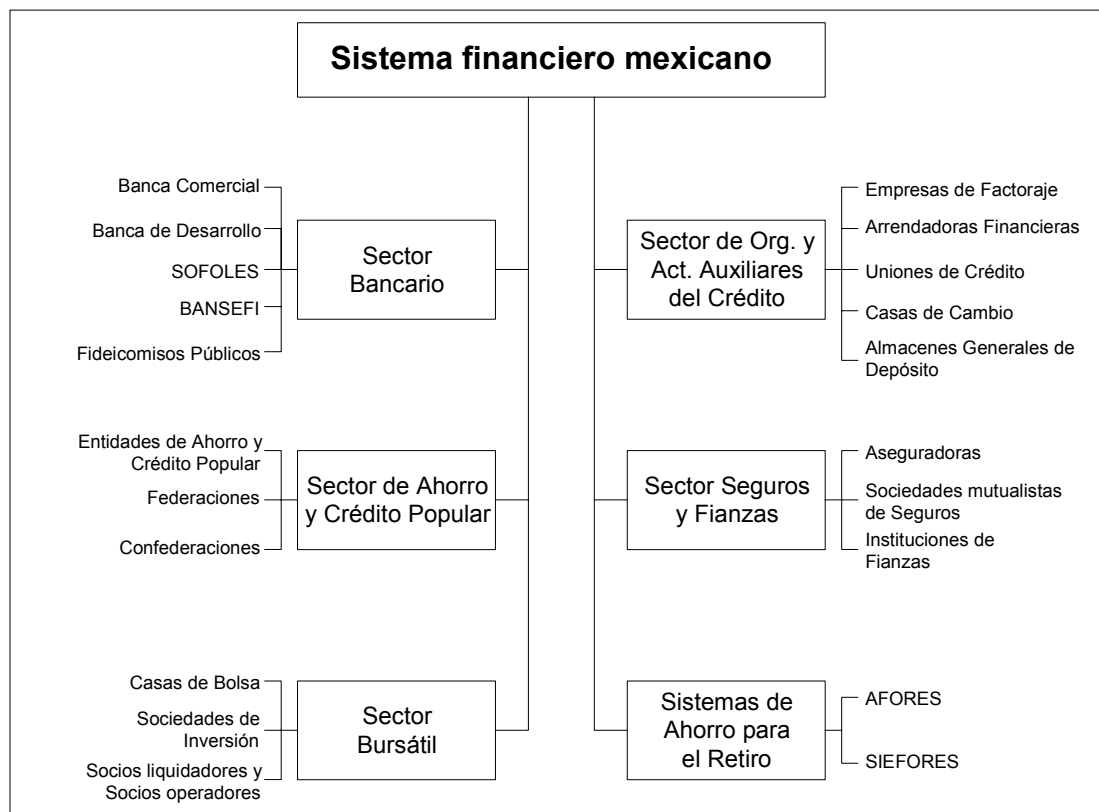 Sistema financiero mexicano
Banca Comercial
Banca de Desarrollo
SOFOLES
BANSEFI
Fideicomisos Públicos
Sector
Bancario
Sector de Org. y
Act. Auxiliares
del Crédito
Empresas de Factoraje
Arrendadoras Financieras
Uniones de Crédito
Casas de Cambio
Almacenes Generales de
Depósito
Entidades de Ahorro y
Crédito Popular
Federaciones
Confederaciones
Sector de Ahorro
y Crédito Popular
Sector Seguros
y Fianzas
Aseguradoras
Sociedades mutualistas
de Seguros
Instituciones de
Fianzas
Casas de Bolsa
Sociedades de
Inversión
Socios liquidadores y
Socios operadores
Sector
Bursátil
Sistemas de
Ahorro para
el Retiro
AFORES
SIEFORES